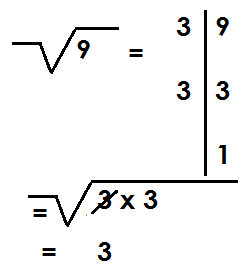 √9 = 3 | 9
3 | 3
1
= √3 x 3
= 3